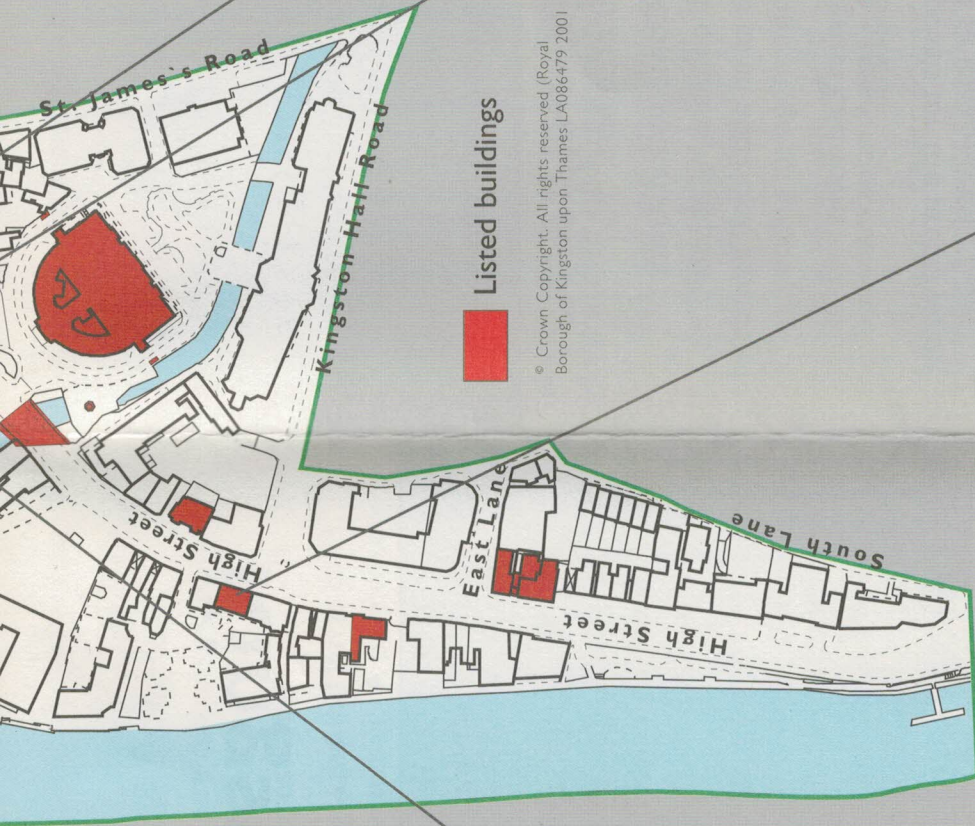 St. James's Road
Kingston Hall Road
Listed buildings
© Crown Copyright. All rights reserved (Royal
Borough of Kingston upon Thames LA086479 2001
High Street
East Lane
South Lane
High Street